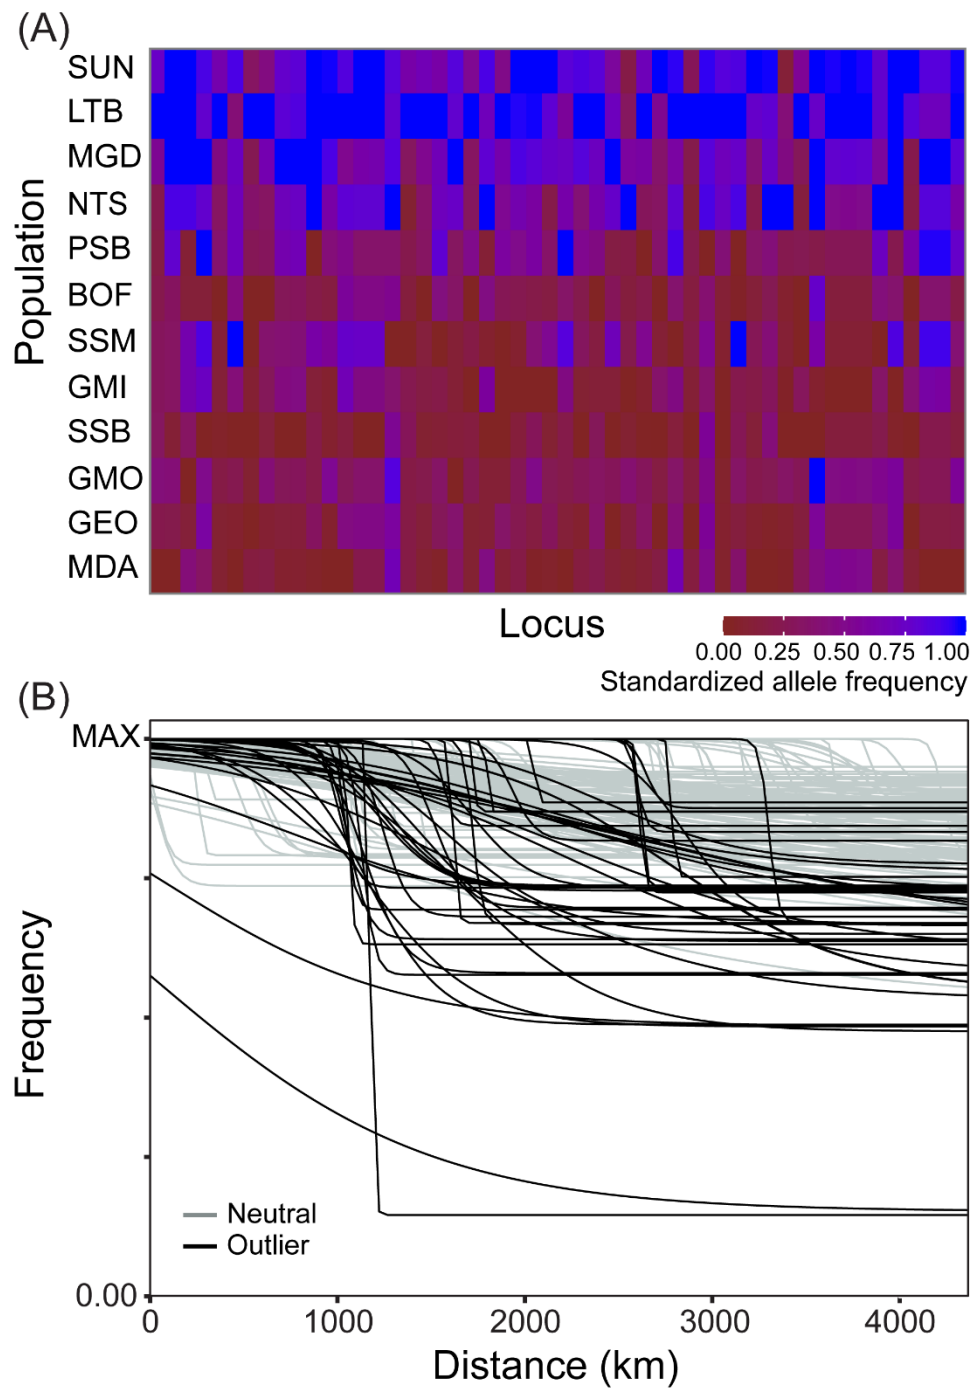 (A)
Population
SUN
LTB
MGD
NTS
PSB
BOF
SSM
GMI
SSB
GMO
GEO
MDA
Locus
0.00 0.25 0.50 0.75 1.00
Standardized allele frequency
(B)
MAX
Frequency
Neutral
Outlier
0.00
0 1000 2000 3000 4000
Distance (km)